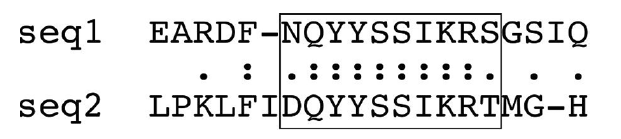 seq1 EARDF-NQYYSSIKRSGSIQ
. : .::::::::. . .
seq2 LPKLFIDQYYSSIKRTMG-H